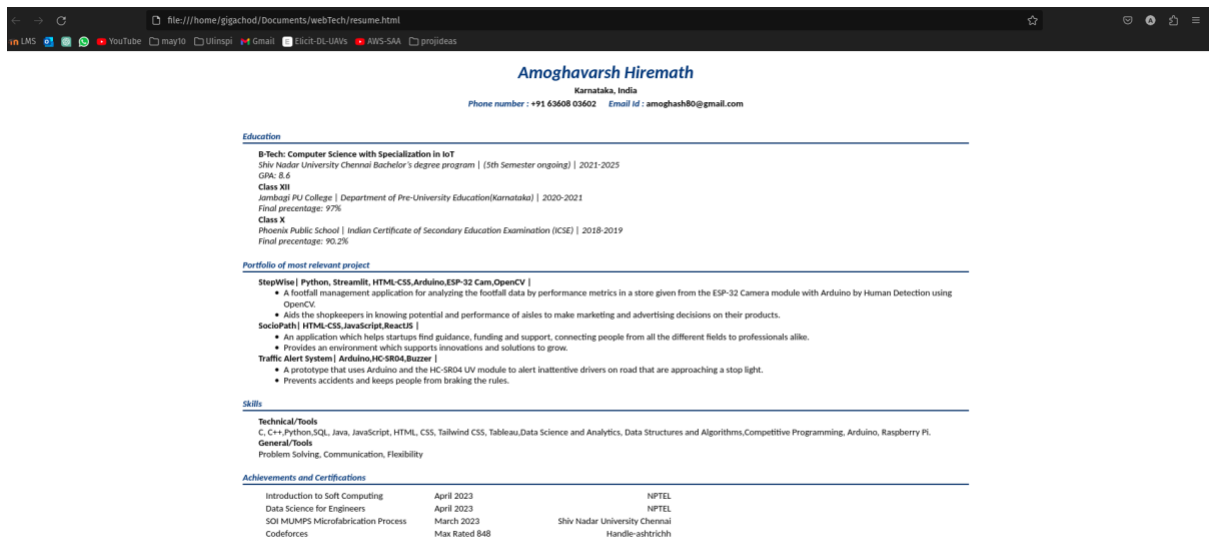 file:///home/gigachod/Documents/webTech/resume.html
in LMS YouTube may10 Ulinspi Gmail E Elicit-DL-UAVs AWS-SAA projideas
Amoghavarsh Hiremath
Karnataka, India
Phone number : +91 63608 03602 Email Id : amoghash80@gmail.com
Education
B-Tech: Computer Science with Specialization in IoT
Shiv Nadar University Chennai Bachelor's degree program | (5th Semester ongoing) | 2021-2025
GPA: 8.6
Class XII
Jambagi PU College | Department of Pre-University Education(Karnataka) | 2020-2021
Final precentage: 97%
Class X
Phoenix Public School | Indian Certificate of Secondary Education Examination (ICSE) | 2018-2019
Final precentage: 90.2%
Portfolio of most relevant project
StepWise| Python, Streamlit, HTML-CSS,Arduino,ESP-32 Cam,OpenCV |
• A footfall management application for analyzing the footfall data by performance metrics in a store given from the ESP-32 Camera module with Arduino by Human Detection using
OpenCV.
• Aids the shopkeepers in knowing potential and performance of aisles to make marketing and advertising decisions on their products.
SocioPath| HTML-CSS,JavaScript,ReactJS |
• An application which helps startups find guidance, funding and support, connecting people from all the different fields to professionals alike.
• Provides an environment which supports innovations and solutions to grow.
Traffic Alert System| Arduino,HC-SR04,Buzzer |
• A prototype that uses Arduino and the HC-SR04 UV module to alert inattentive drivers on road that are approaching a stop light.
• Prevents accidents and keeps people from braking the rules.
Skills
Technical/Tools
C, C++,Python,SQL, Java, JavaScript, HTML, CSS, Tailwind CSS, Tableau,Data Science and Analytics, Data Structures and Algorithms,Competitive Programming, Arduino, Raspberry Pi.
General/Tools
Problem Solving, Communication, Flexibility
Achievements and Certifications
Introduction to Soft Computing April 2023 NPTEL
Data Science for Engineers April 2023 NPTEL
SOI MUMPS Microfabrication Process March 2023 Shiv Nadar University Chennai
Codeforces Max Rated 848 Handle-ashtrichh